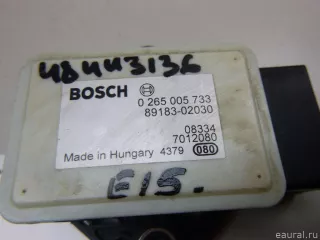 48443136
BOSCH
0 265 005 733
89183-02030
08334
7012080
Made in Hungary 4379 080
E15.
© eaural.ru